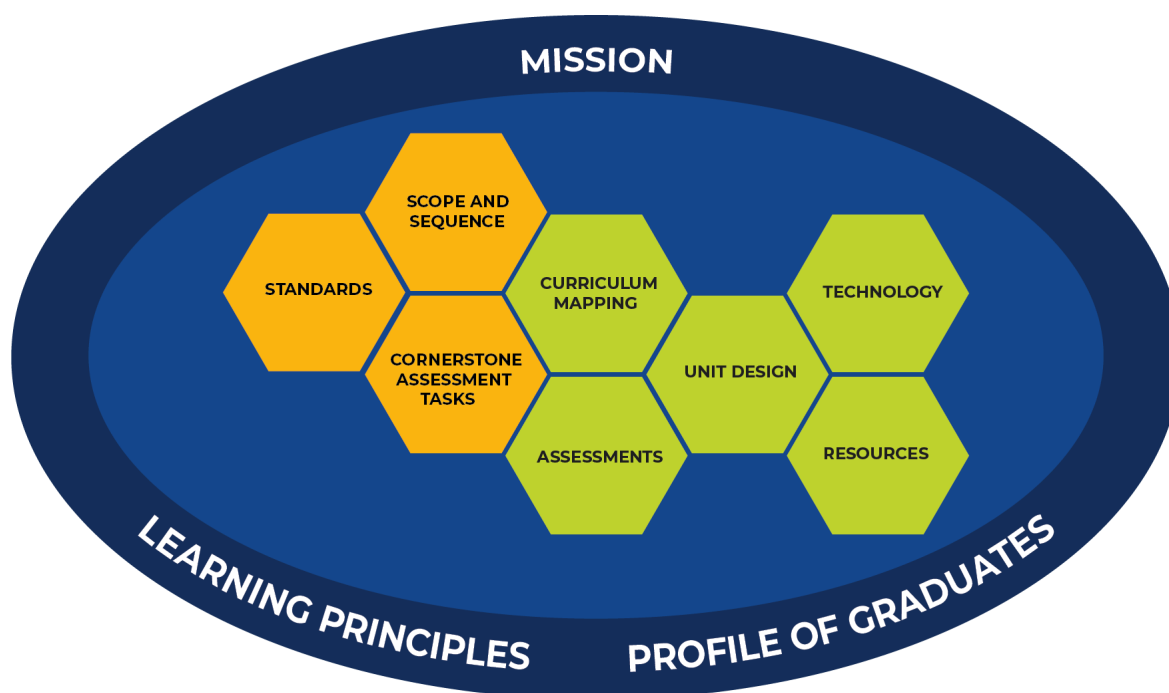 MISSION
SCOPE AND
SEQUENCE
STANDARDS
CURRICULUM
MAPPING
TECHNOLOGY
CORNERSTONE
ASSESSMENT
TASKS
UNIT DESIGN
ASSESSMENTS
RESOURCES
LEARNING PRINCIPLES
PROFILE OF GRADUATES